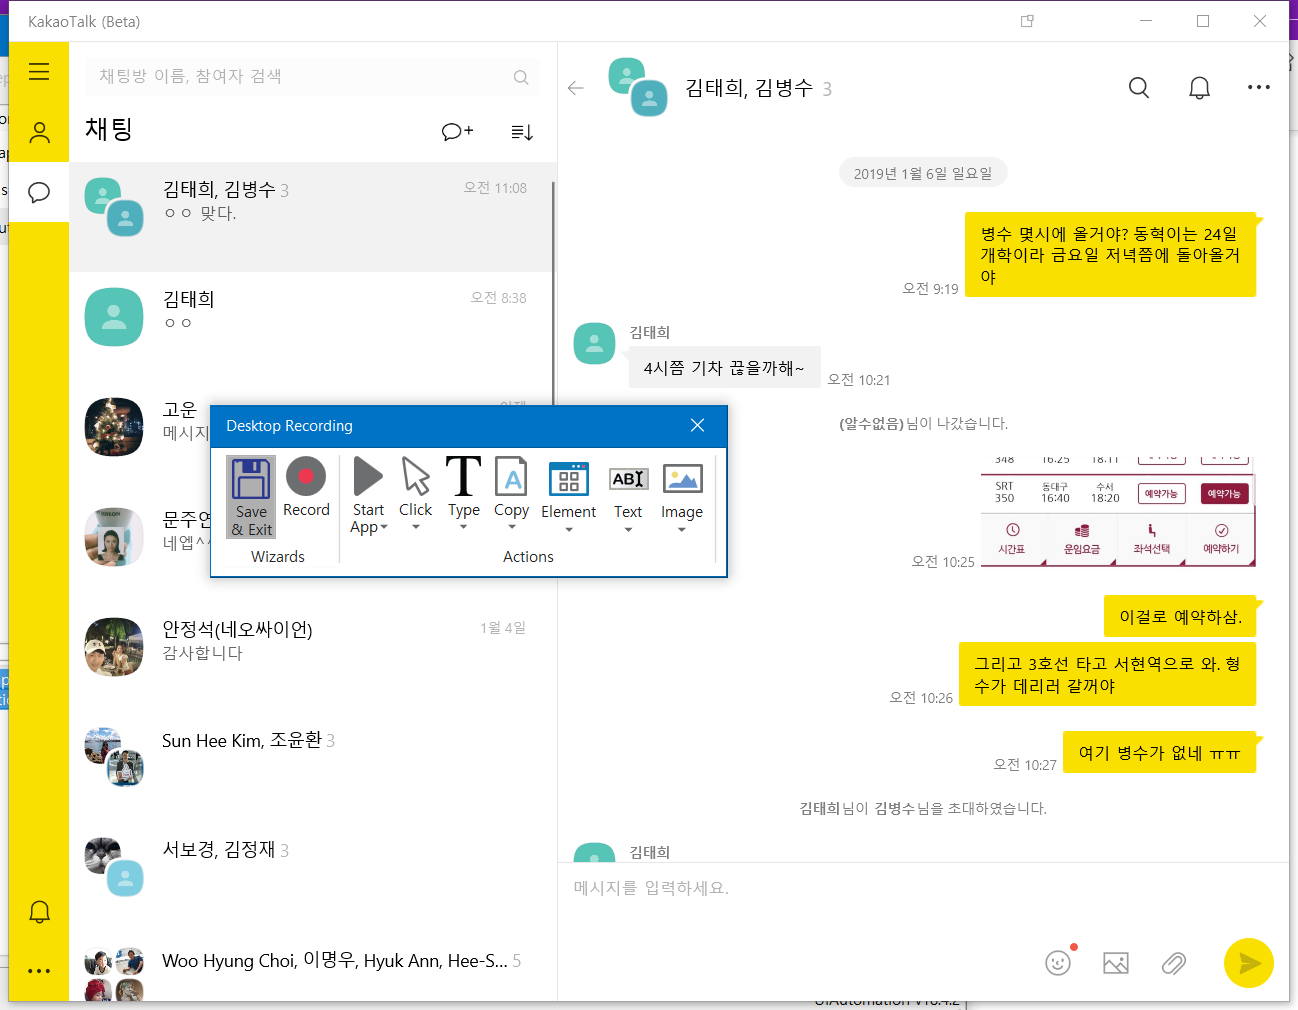 KakaoTalk (Beta)
채팅방 이름, 참여자 검색
채팅
김태희, 김병수 3
오전 11:08
ㅇㅇ 맞다.
김태희
오전 8:38
ㅇㅇ
고운
메시지
문주연
네엡^^
안정석(네오싸이언)
1월 4일
감사합니다
Sun Hee Kim, 조윤환 3
서보경, 김정재 3
Woo Hyung Choi, 이명우, Hyuk Ann, Hee-S... 5
Desktop Recording
Save
& Exit
Record
Start
App
Click
Type
Copy
Element
Text
Image
Wizards
Actions
김태희, 김병수 3
2019년 1월 6일 일요일
병수 몇시에 올거야? 동혁이는 24일
개학이라 금요일 저녁쯤에 돌아올거
야
오전 9:19
김태희
4시쯤 기차 끊을까해~
오전 10:21
(알수없음)님이 나갔습니다.
348 16:25 18:11
SRT 동대구 수서
350 16:40 18:20 예약가능 예약가능
시간표 운임요금 좌석선택 예약하기
오전 10:25
이걸로 예약하삼.
그리고 3호선 타고 서현역으로 와. 형
수가 데리러 갈꺼야
오전 10:26
여기 병수가 없네 ㅠㅠ
오전 10:27
김태희님이 김병수님을 초대하였습니다.
김태희
메시지를 입력하세요.
UIAutomation V18.4.2